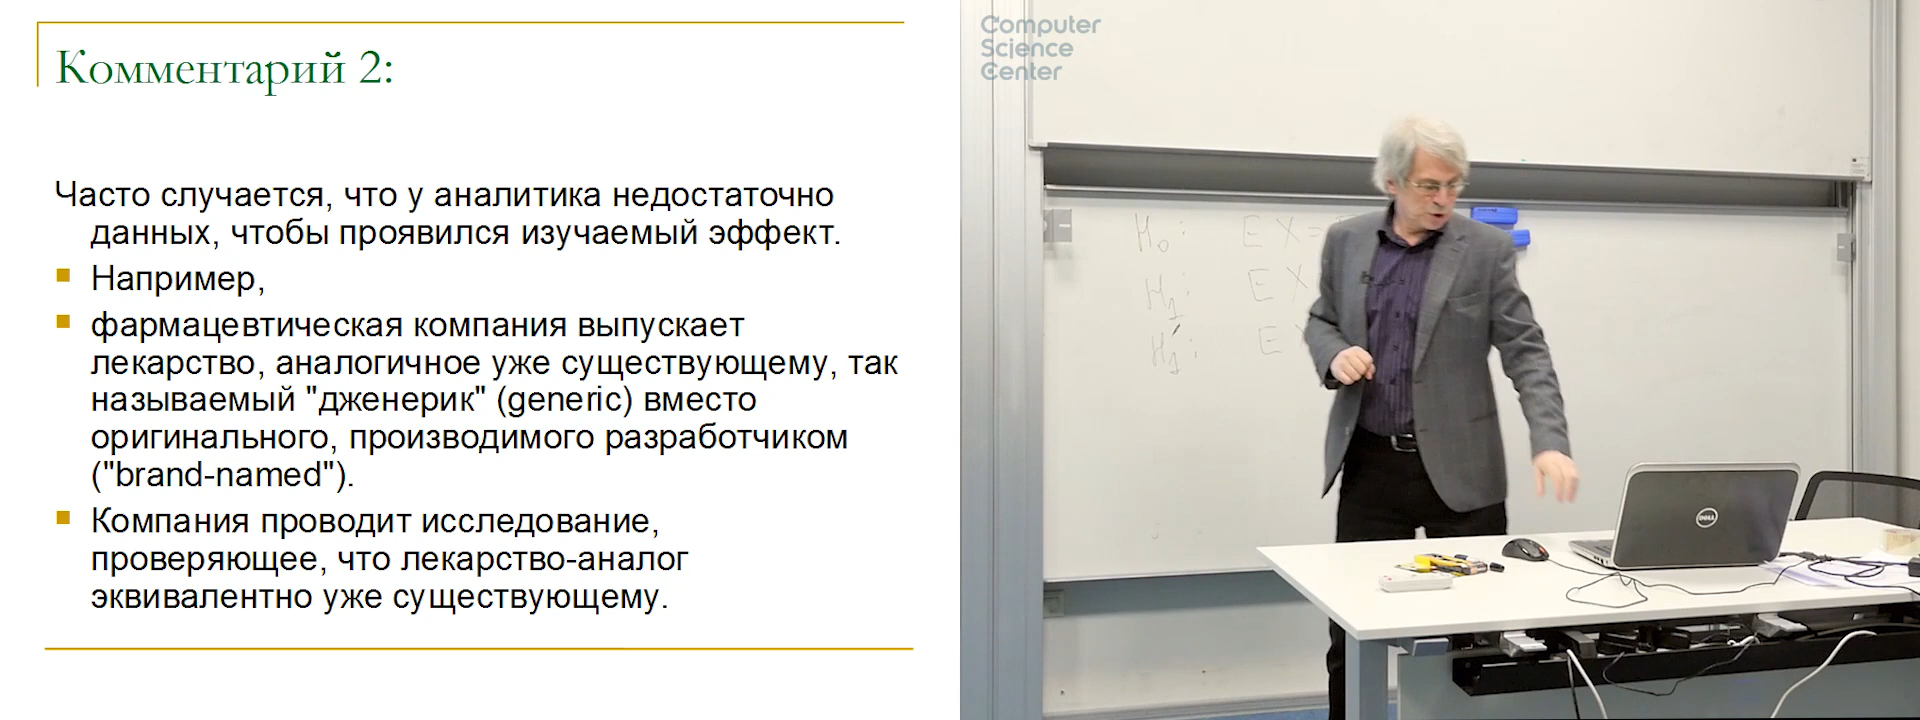 Комментарий 2:
Часто случается, что у аналитика недостаточно
данных, чтобы проявился изучаемый эффект.
Например,
фармацевтическая компания выпускает
лекарство, аналогичное уже существующему, так
называемый "дженерик" (generic) вместо
оригинального, производимого разработчиком
("brand-named").
Компания проводит исследование,
проверяющее, что лекарство-аналог
эквивалентно уже существующему.
Computer
Science
Center
H₀: E X =
H₁: E X
H₁': E
DELL